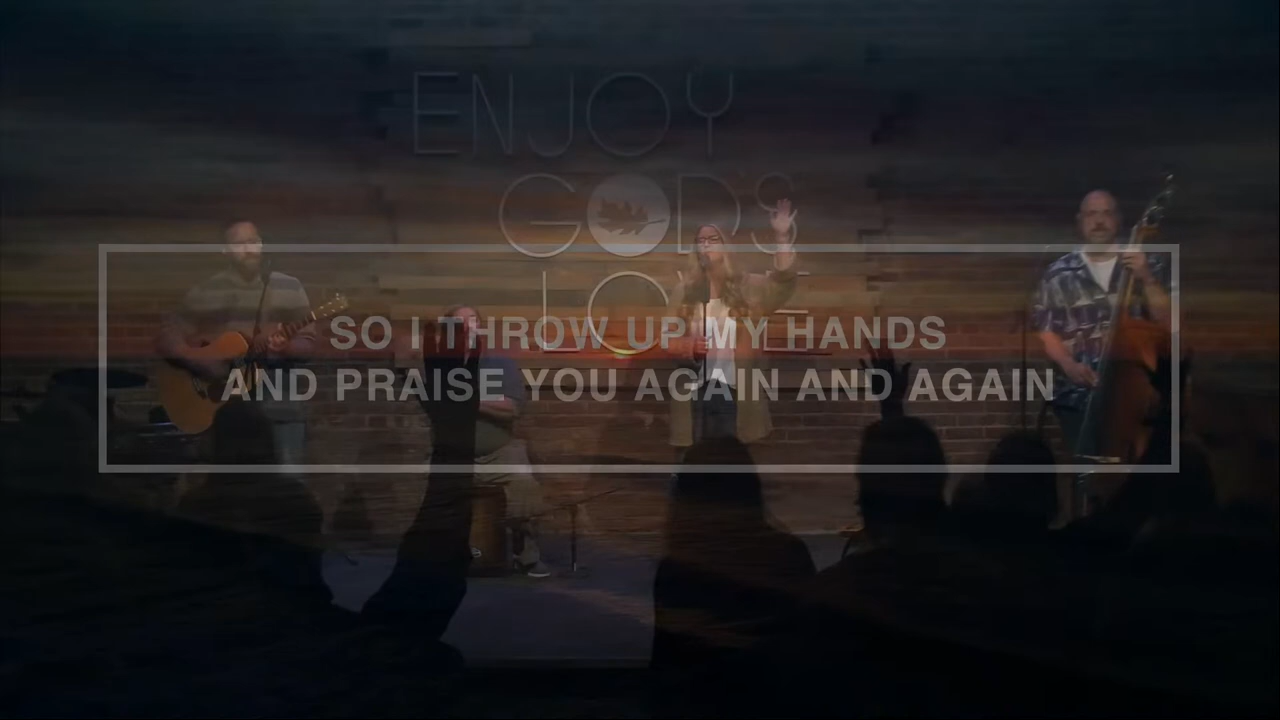 ENJOY
GOD'S
LOVE
SO I THROW UP MY HANDS
AND PRAISE YOU AGAIN AND AGAIN